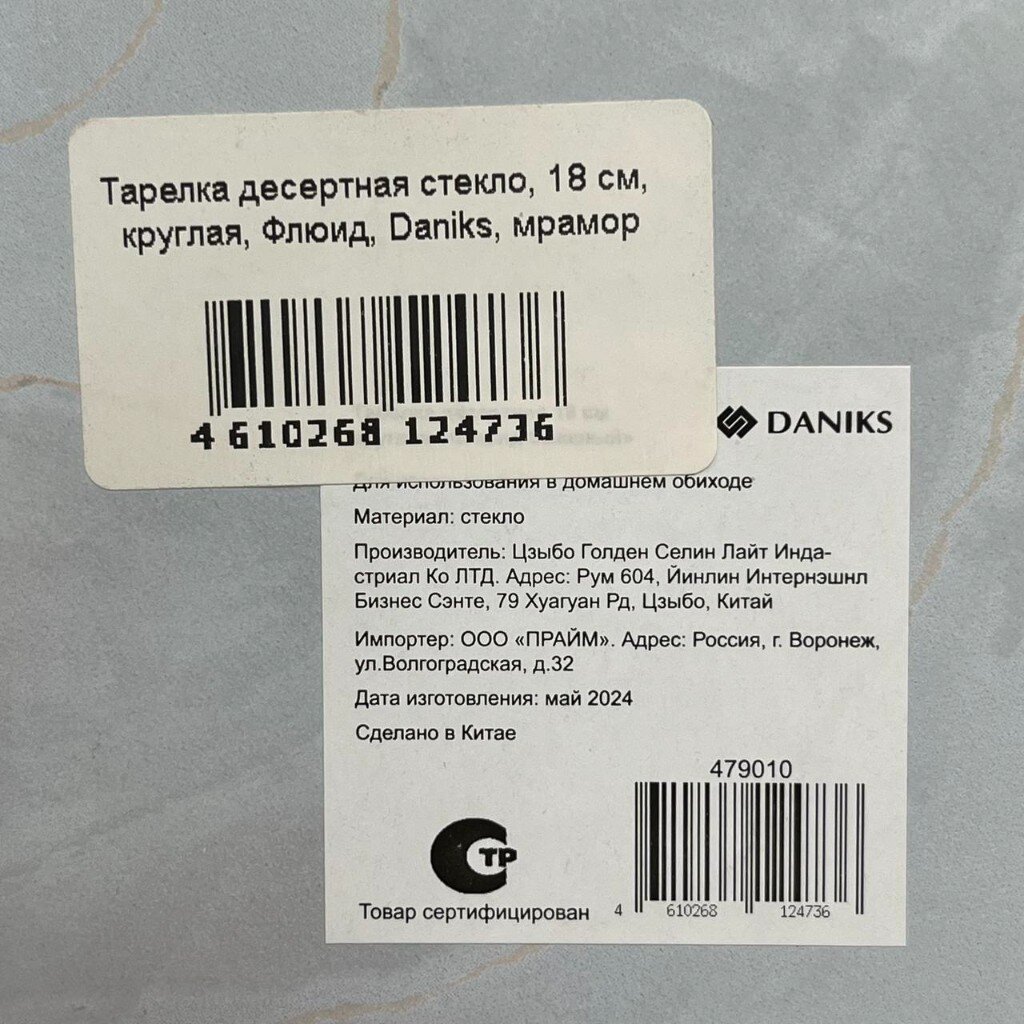 Тарелка десертная стекло, 18 см,
круглая, Флюид, Daniks, мрамор
4 610268 124736
DANIKS
Для использования в домашнем обиходе
Материал: стекло
Производитель: Цзыбо Голден Селин Лайт Инда-
стриал Ко ЛТД. Адрес: Рум 604, Йинлин Интернэшнл
Бизнес Сэнте, 79 Хуагуан Рд, Цзыбо, Китай
Импортер: ООО «ПРАЙМ». Адрес: Россия, г. Воронеж,
ул.Волгоградская, д.32
Дата изготовления: май 2024
Сделано в Китае
479010
СТР
Товар сертифицирован
4 610268 124736